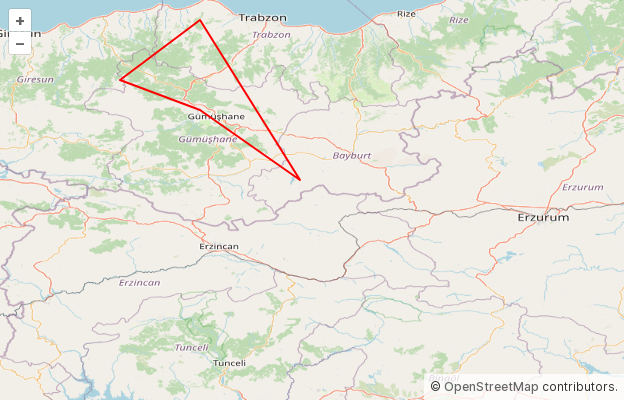 +
−
Giresun
Trabzon
Rize
Rize
Trabzon
Giresun
Gümüşhane
Gümüşhane
Bayburt
Erzurum
Erzurum
Erzincan
Erzincan
Tunceli
Tunceli
© OpenStreetMap contributors.